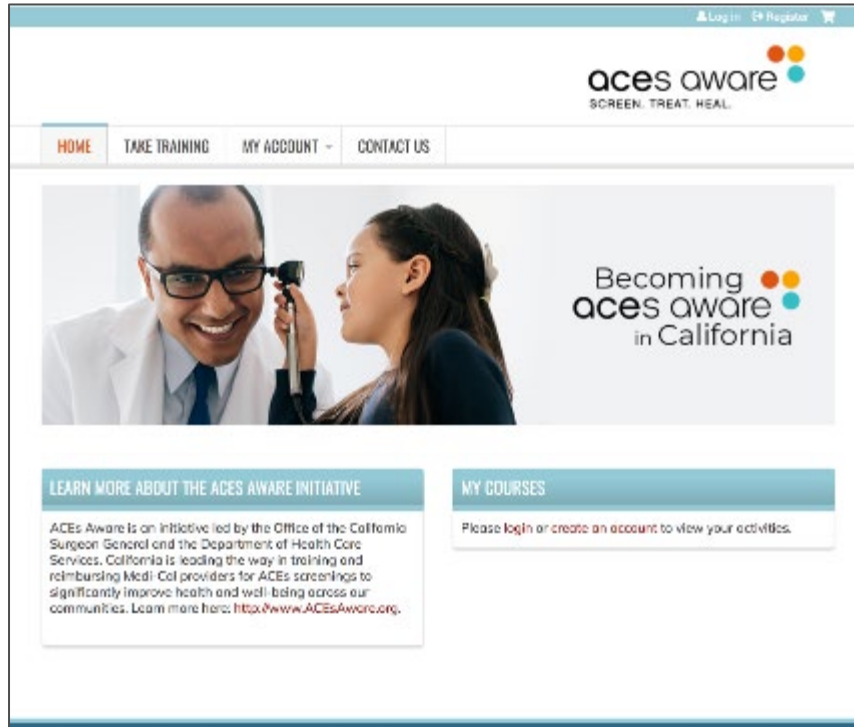 Log in Register
aces aware
SCREEN. TREAT. HEAL.
HOME TAKE TRAINING MY ACCOUNT CONTACT US
Becoming
aces aware
in California
LEARN MORE ABOUT THE ACES AWARE INITIATIVE
ACEs Aware is an initiative led by the Office of the California
Surgeon General and the Department of Health Care
Services. California is leading the way in training and
reimbursing Medi-Cal providers for ACEs screenings to
significantly improve health and well-being across our
communities. Learn more here: http://www.ACEsAware.org.
MY COURSES
Please login or create an account to view your activities.